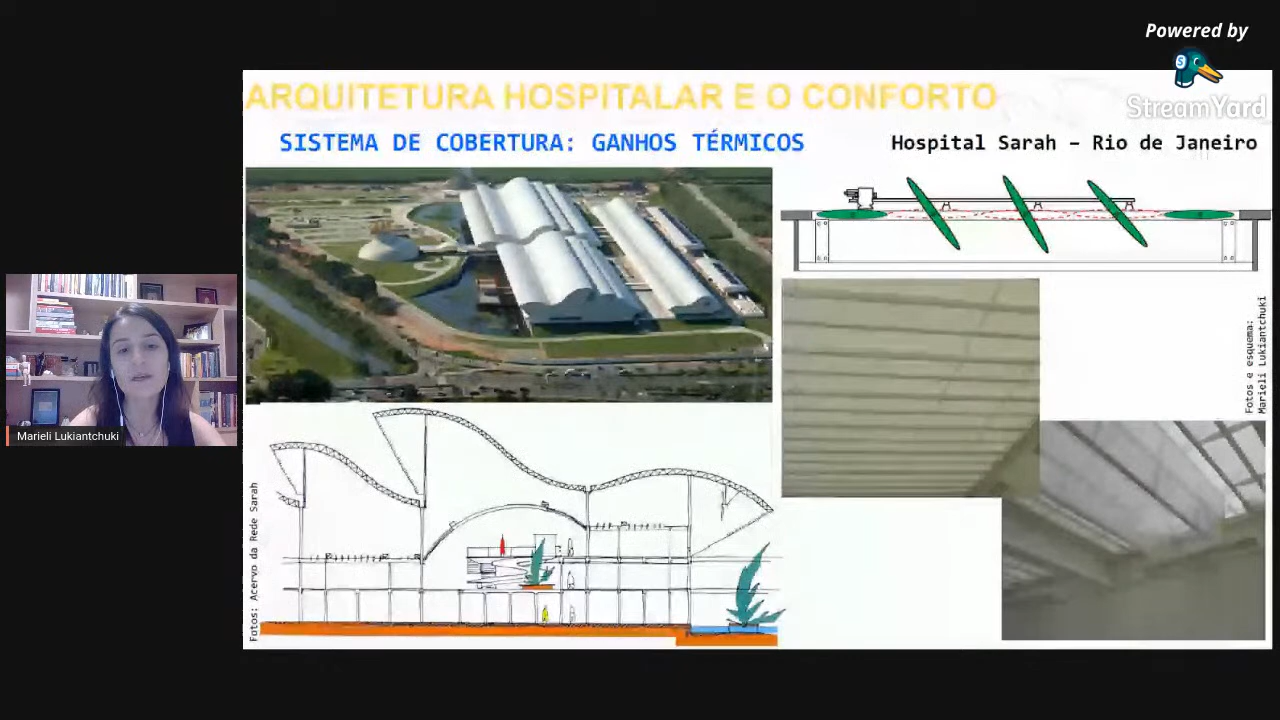 Powered by
StreamYard
ARQUITETURA HOSPITALAR E O CONFORTO
SISTEMA DE COBERTURA: GANHOS TÉRMICOS
Hospital Sarah – Rio de Janeiro
Fotos e esquema:
Marieli Lukiantchuki
Marieli Lukiantchuki
Fotos: Acervo da Rede Sarah